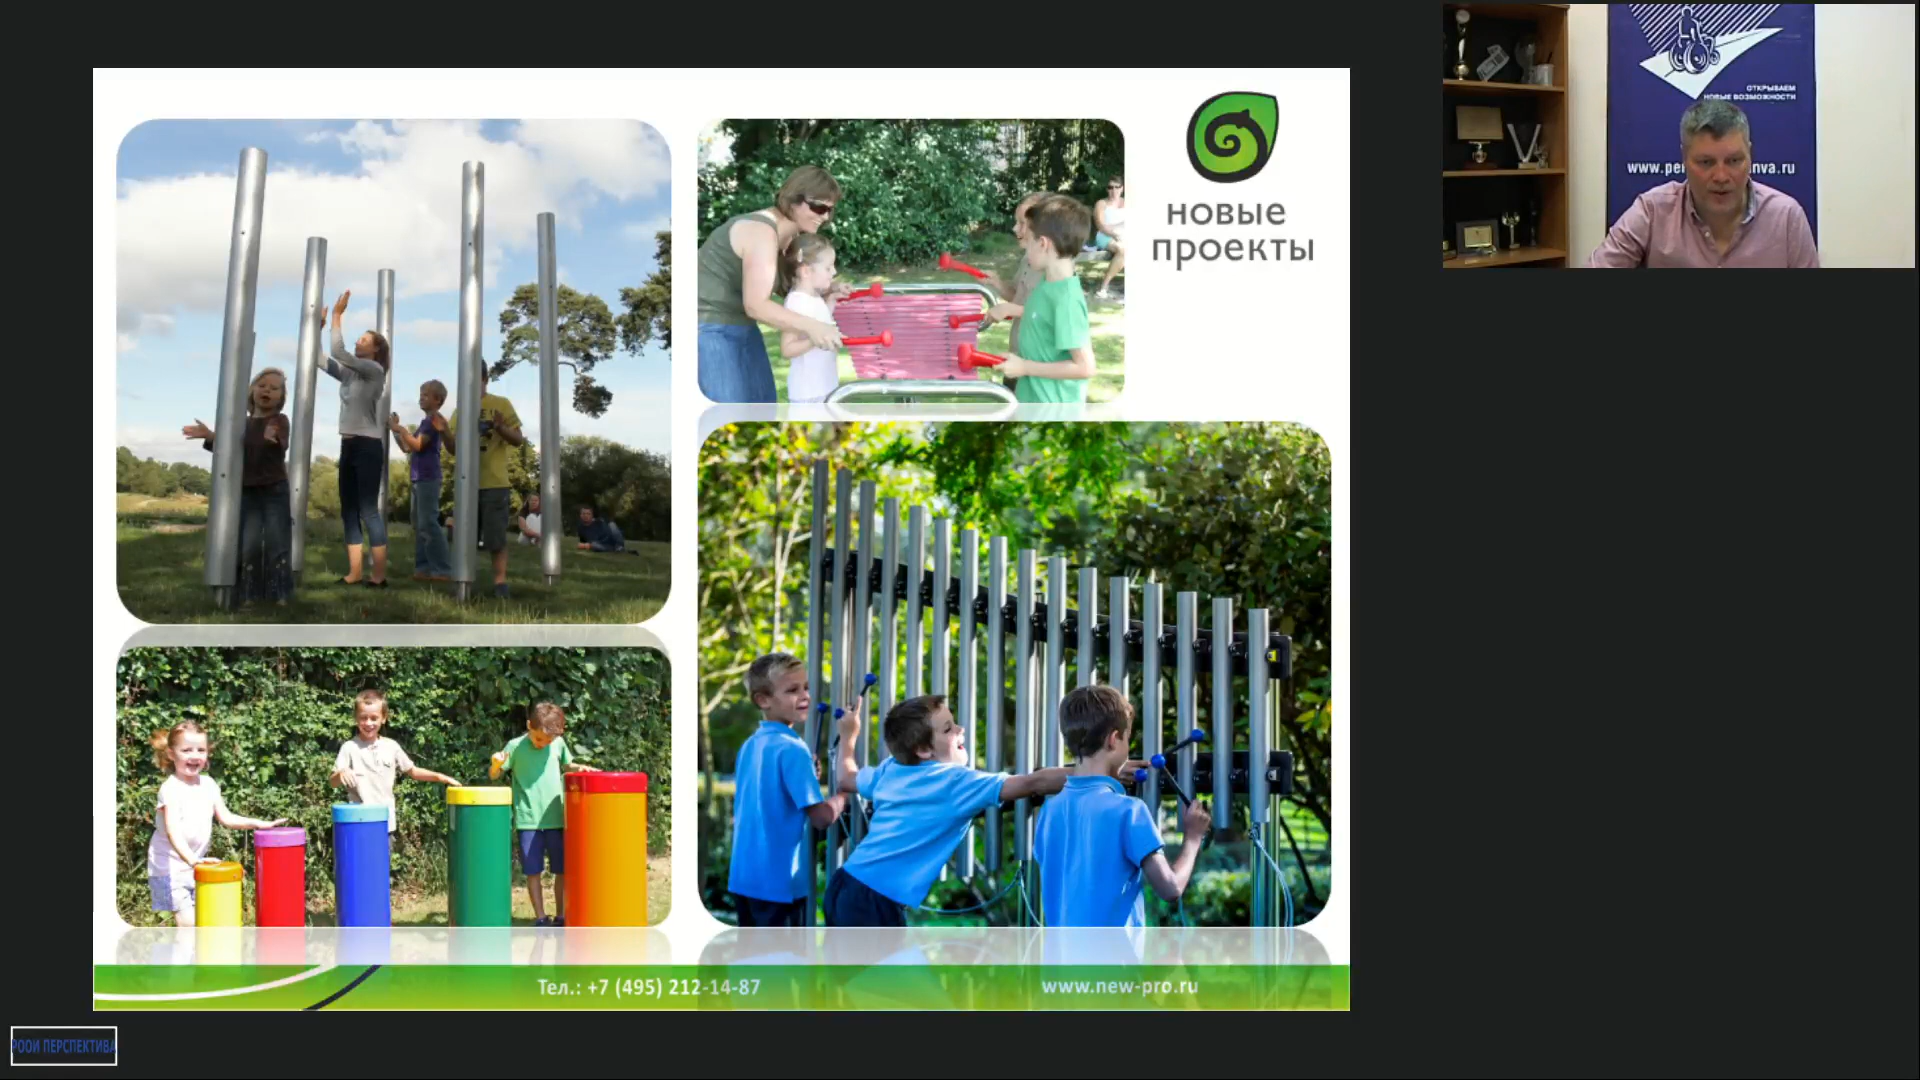 новые
проекты
Тел.: +7 (495) 212-14-87
www.new-pro.ru
ОТКРЫВАЕМ
НОВЫЕ ВОЗМОЖНОСТИ
РООИ ПЕРСПЕКТИВА